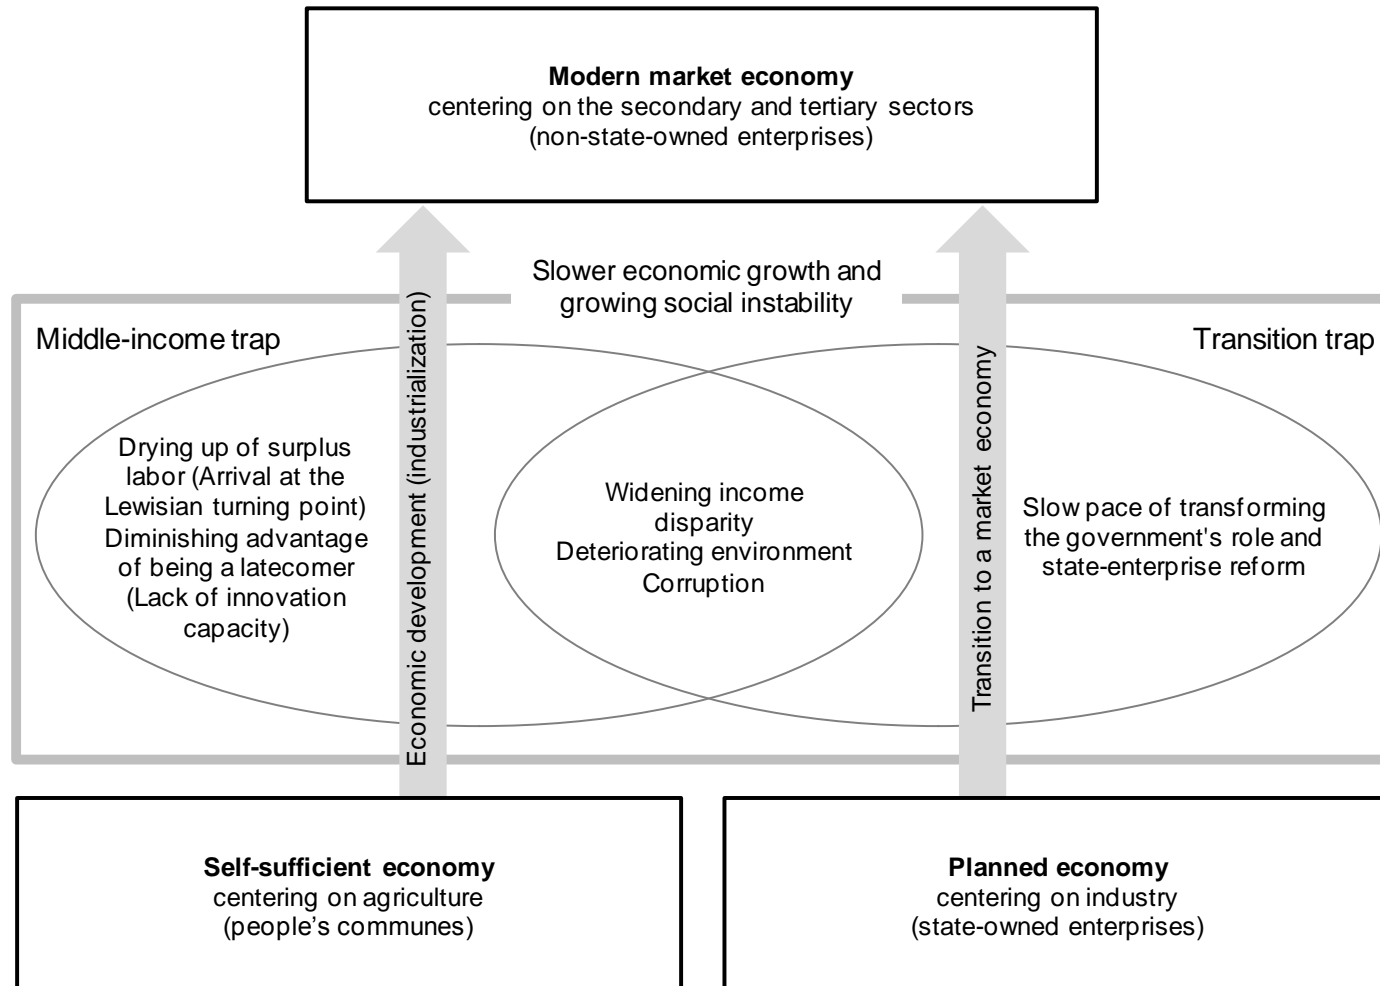 Modern market economy
centering on the secondary and tertiary sectors
(non-state-owned enterprises)
Slower economic growth and
growing social instability
Middle-income trap
Transition trap
Economic development (industrialization)
Transition to a market economy
Drying up of surplus
labor (Arrival at the
Lewisian turning point)
Diminishing advantage
of being a latecomer
(Lack of innovation
capacity)
Widening income
disparity
Deteriorating environment
Corruption
Slow pace of transforming
the government's role and
state-enterprise reform
Self-sufficient economy
centering on agriculture
(people’s communes)
Planned economy
centering on industry
(state-owned enterprises)